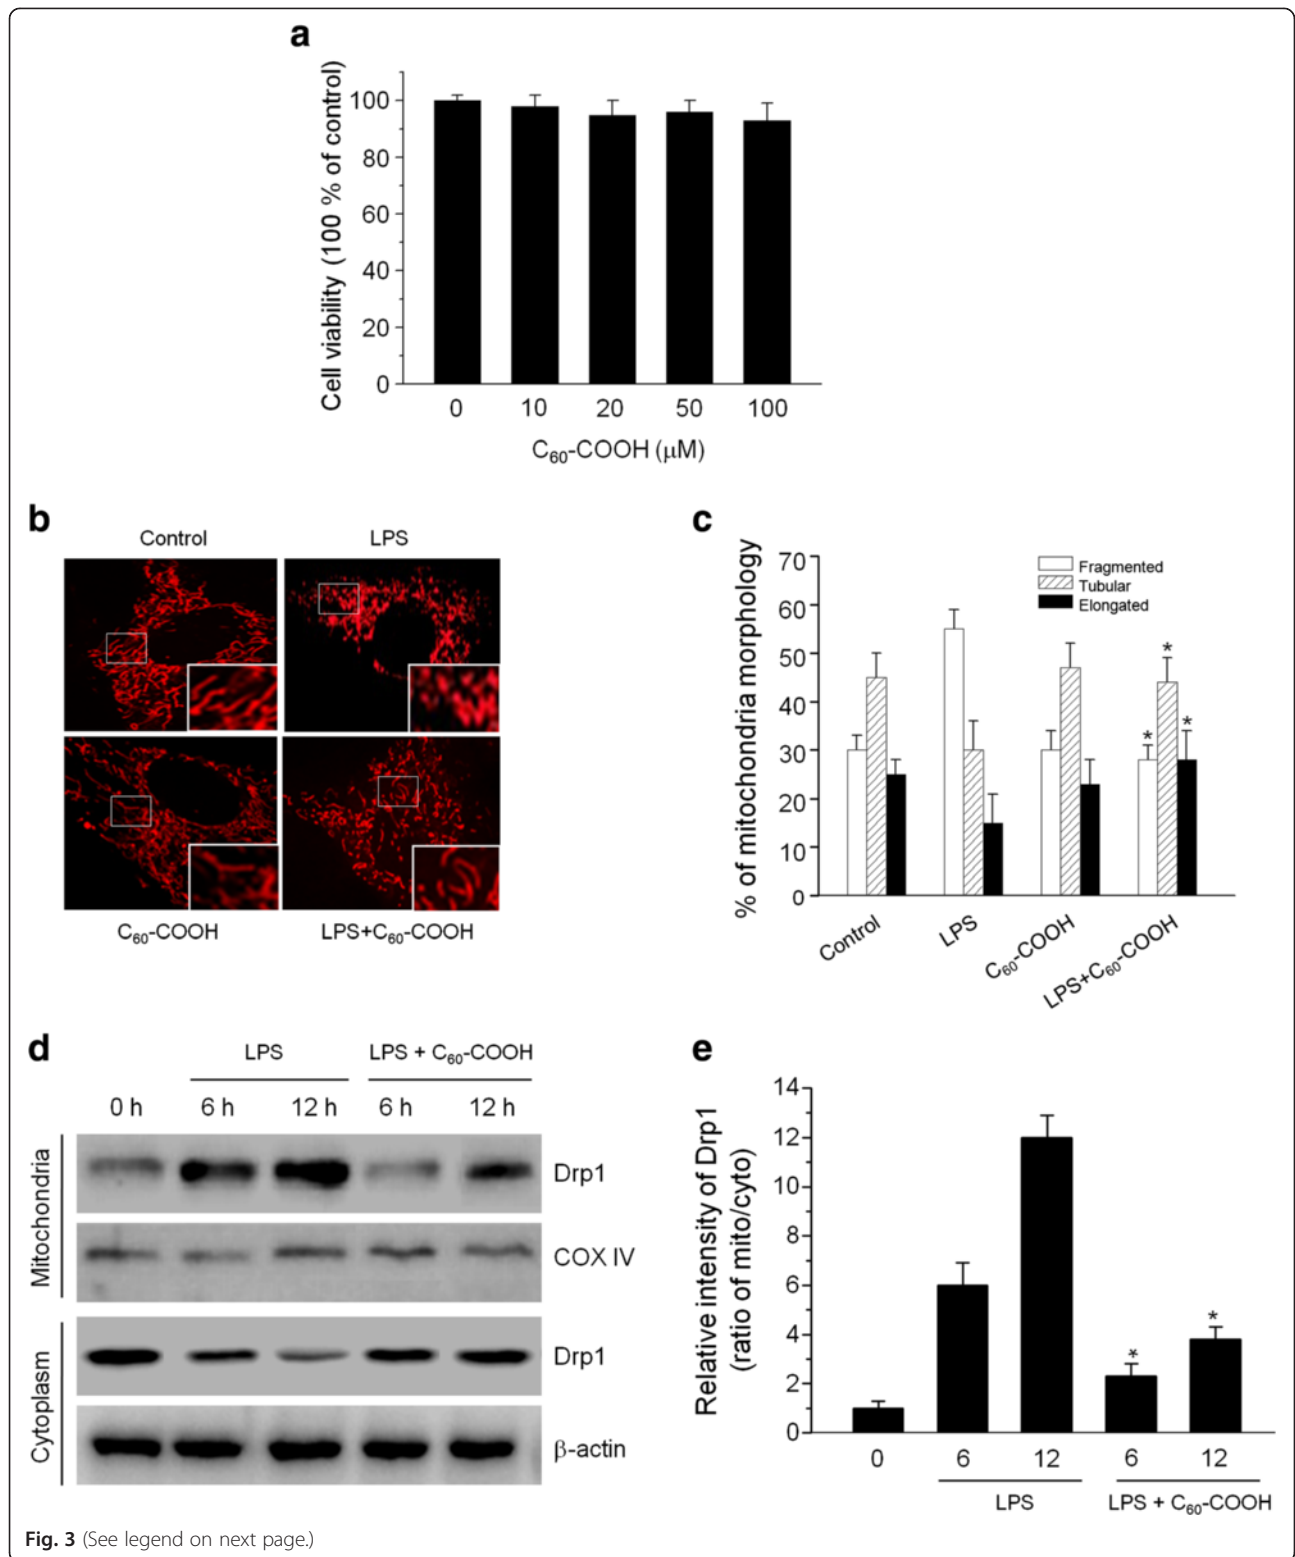 a
Cell viability (100 % of control)
100
80
60
40
20
0
0 10 20 50 100
C60-COOH (μM)
b
Control LPS
C60-COOH LPS+C60-COOH
c
% of mitochondria morphology
70
60
50
40
30
20
10
0
Fragmented
Tubular
Elongated
* * *
Control LPS C60-COOH LPS+C60-COOH
d
LPS LPS + C60-COOH
0 h 6 h 12 h 6 h 12 h
Mitochondria
Drp1
COX IV
Cytoplasm
Drp1
β-actin
e
Relative intensity of Drp1
(ratio of mito/cyto)
14
12
10
8
6
4
2
0
* *
0 6 12 6 12
LPS LPS + C60-COOH
Fig. 3 (See legend on next page.)